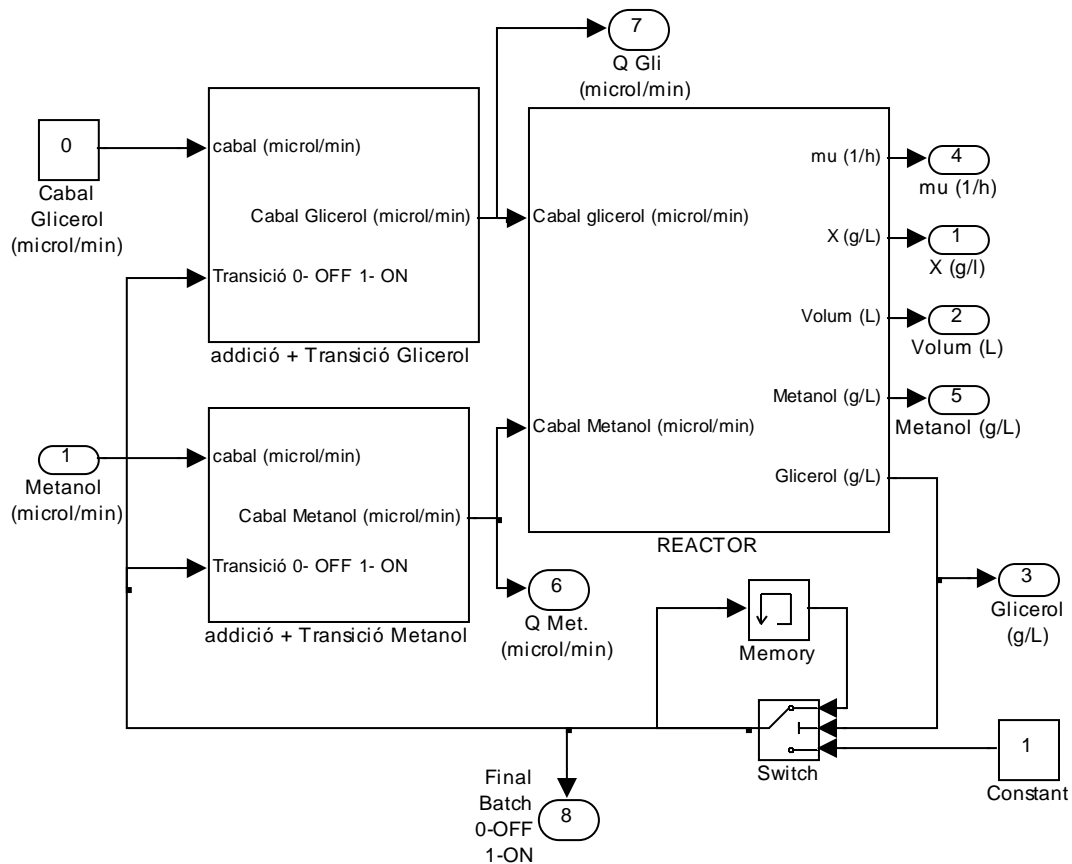 7
Q Gli
(microl/min)
0
Cabal
Glicerol
(microl/min)
cabal (microl/min)
Cabal Glicerol (microl/min)
Transició 0- OFF 1- ON
addició + Transició Glicerol
Cabal glicerol (microl/min)
Cabal Metanol (microl/min)
mu (1/h)
X (g/L)
Volum (L)
Metanol (g/L)
Glicerol (g/L)
REACTOR
4
mu (1/h)
1
X (g/l)
2
Volum (L)
5
Metanol (g/L)
1
Metanol
(microl/min)
cabal (microl/min)
Cabal Metanol (microl/min)
Transició 0- OFF 1- ON
addició + Transició Metanol
6
Q Met.
(microl/min)
3
Glicerol
(g/L)
Memory
Switch
1
Constant
Final
Batch
0-OFF
1-ON
8